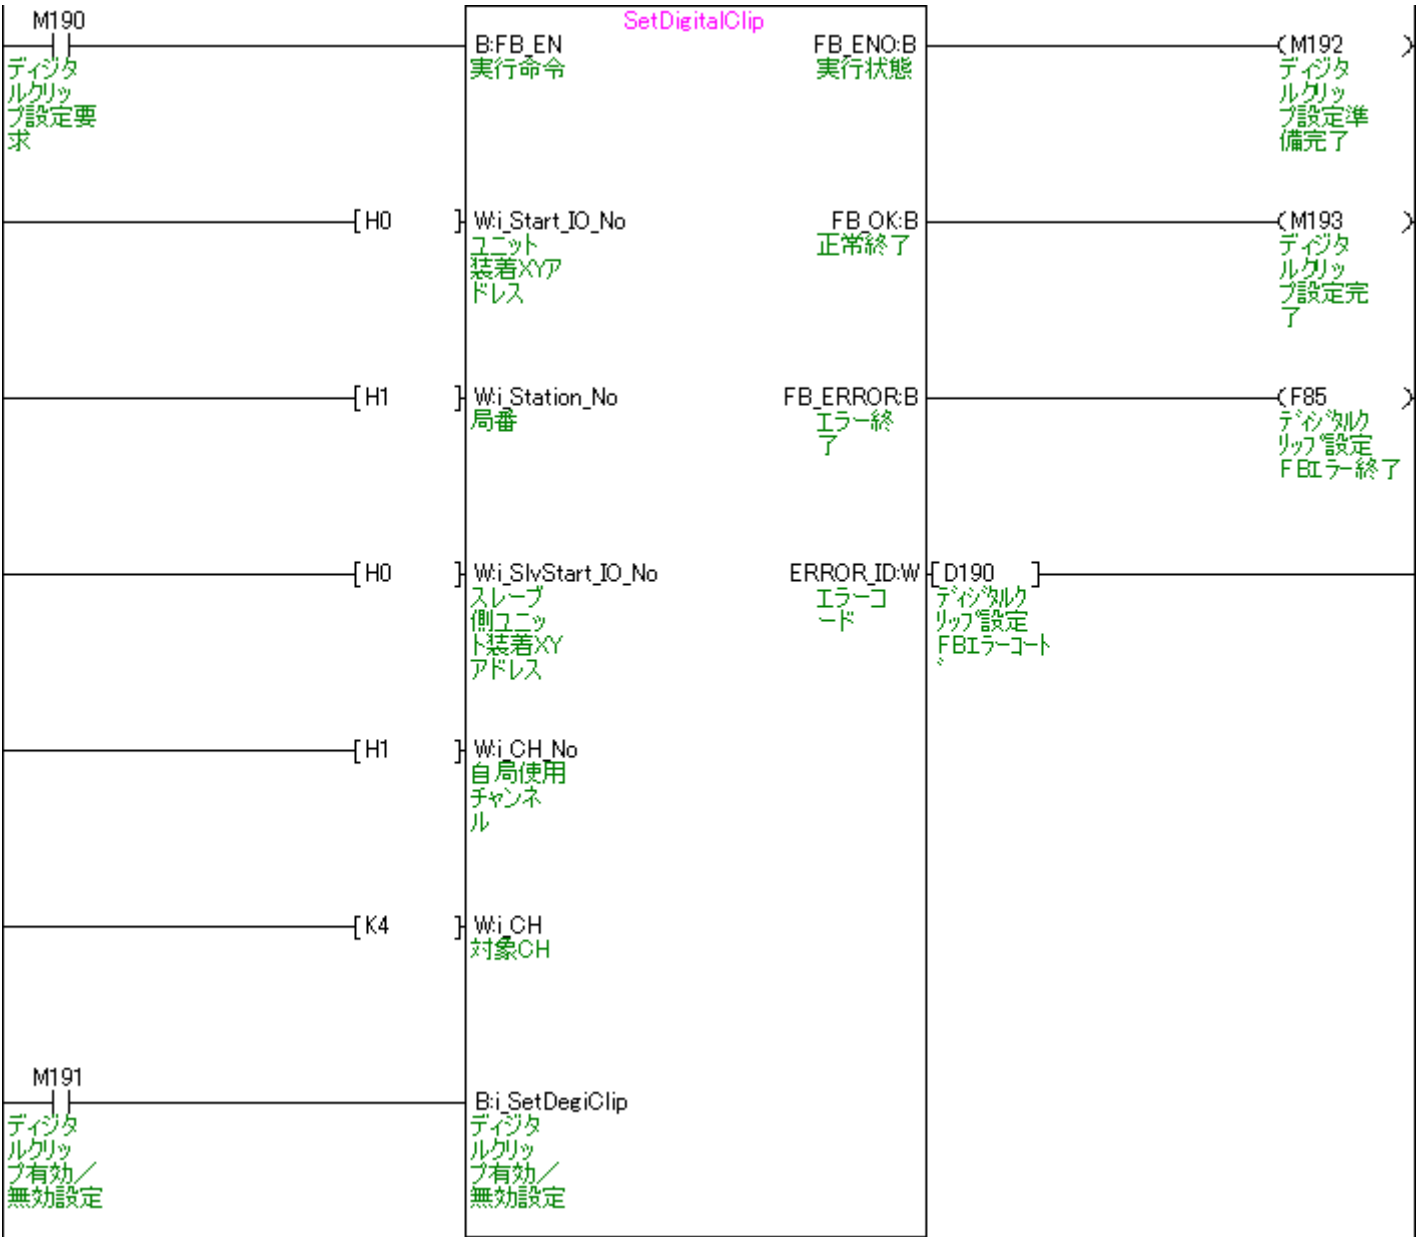 SetDigitalClip
M190
B:FB_EN
FB_ENO:B
(M192 )
ディジタ
ルクリッ
プ設定要
求
実行命令
実行状態
ディジタ
ルクリッ
プ設定準
備完了
[H0 ]
W:i_Start_IO_No
FB_OK:B
(M193 )
ユニット
装着XYア
ドレス
正常終了
ディジタ
ルクリッ
プ設定完
了
[H1 ]
W:i_Station_No
FB_ERROR:B
(F85 )
局番
エラー終
了
ディジタルク
リップ設定
FBエラー終了
[H0 ]
W:i_SlvStart_IO_No
ERROR_ID:W
[D190 ]
スレーブ
側ユニッ
ト装着XY
アドレス
エラーコ
ード
ディジタルク
リップ設定
FBエラーコート
゛
[H1 ]
W:i_CH_No
自局使用
チャンネ
ル
[K4 ]
W:i_CH
対象CH
M191
B:i_SetDegiClip
ディジタ
ルクリッ
プ有効/
無効設定
ディジタ
ルクリッ
プ有効/
無効設定